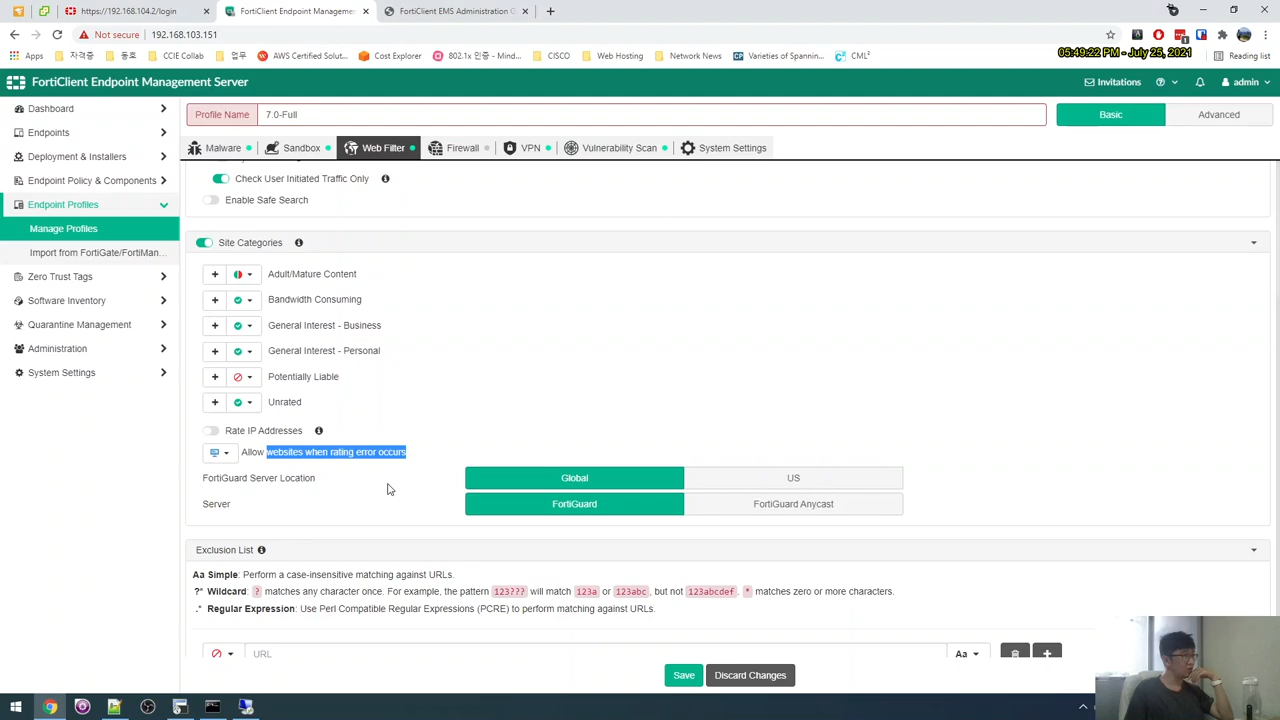 https://192.168.104.2/login
FortiClient Endpoint Manageme
FortiClient EMS Administration G
Not secure
192.168.103.151
Apps
자격증
동호
CCIE Collab
업무
AWS Certified Solut...
Cost Explorer
802.1x 인증 - Mind...
CISCO
Web Hosting
Network News
Varieties of Spannin...
CML²
Reading list
05:49:22 PM - July 25, 2021
FortiClient Endpoint Management Server
Invitations
admin
Dashboard
Endpoints
Deployment & Installers
Endpoint Policy & Components
Endpoint Profiles
Manage Profiles
Import from FortiGate/FortiMan...
Zero Trust Tags
Software Inventory
Quarantine Management
Administration
System Settings
Profile Name
7.0-Full
Basic
Advanced
Malware
Sandbox
Web Filter
Firewall
VPN
Vulnerability Scan
System Settings
Check User Initiated Traffic Only
Enable Safe Search
Site Categories
Adult/Mature Content
Bandwidth Consuming
General Interest - Business
General Interest - Personal
Potentially Liable
Unrated
Rate IP Addresses
Allow websites when rating error occurs
FortiGuard Server Location
Global
US
Server
FortiGuard
FortiGuard Anycast
Exclusion List
Aa Simple: Perform a case-insensitive matching against URLs.
?* Wildcard: ? matches any character once. For example, the pattern 123??? will match 123a or 123abc, but not 123abcdef. * matches zero or more characters.
.* Regular Expression: Use Perl Compatible Regular Expressions (PCRE) to perform matching against URLs.
URL
Aa
Save
Discard Changes